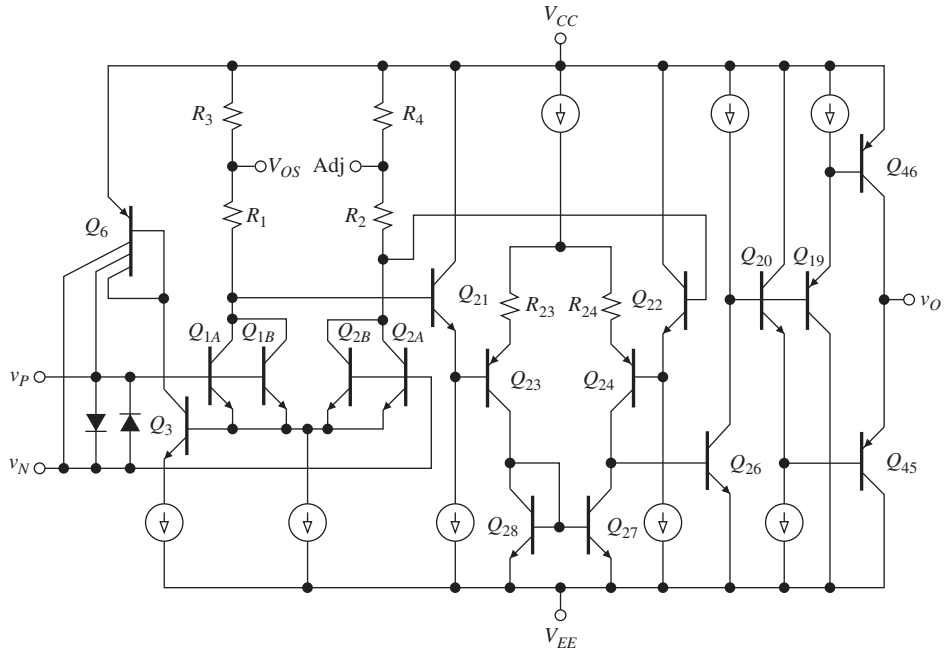 V_CC
R_3
R_4
V_OS
Adj
R_1
R_2
Q_6
Q_46
Q_20
Q_19
Q_21
R_23
R_24
Q_22
v_O
Q_1A
Q_1B
Q_2B
Q_2A
v_P
Q_23
Q_24
Q_3
v_N
Q_26
Q_45
Q_28
Q_27
V_EE